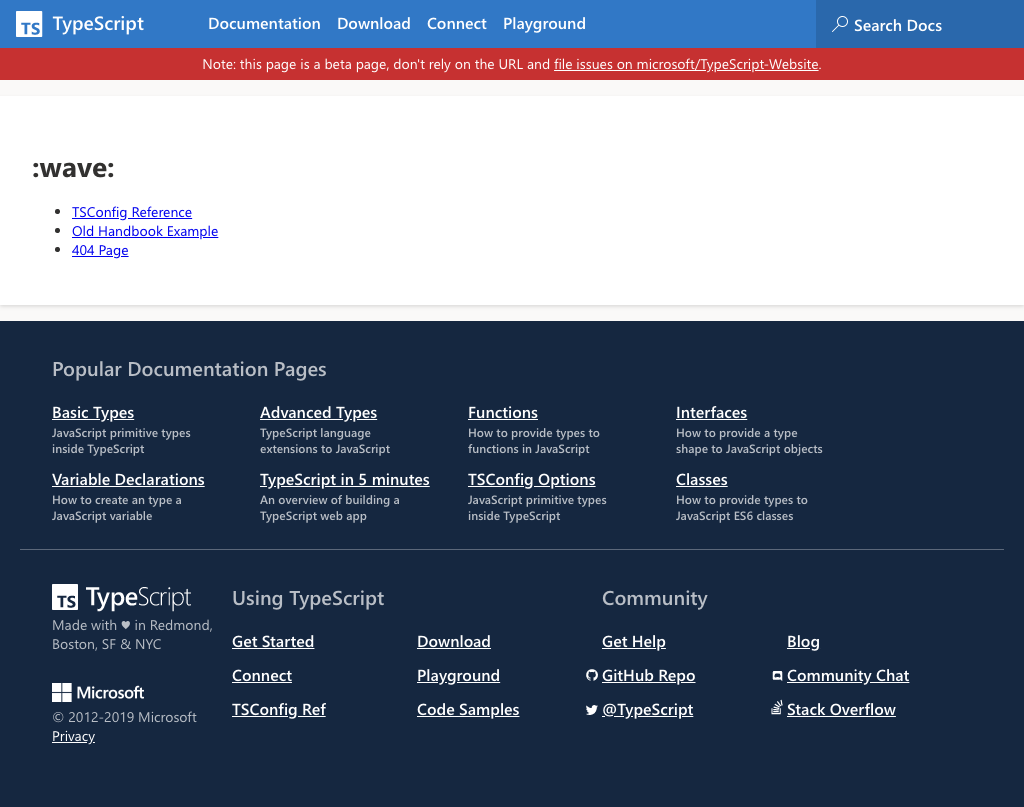 TS TypeScript Documentation Download Connect Playground Search Docs
Note: this page is a beta page, don't rely on the URL and file issues on microsoft/TypeScript-Website.
:wave:
TSConfig Reference
Old Handbook Example
404 Page
Popular Documentation Pages
Basic Types
JavaScript primitive types
inside TypeScript
Advanced Types
TypeScript language
extensions to JavaScript
Functions
How to provide types to
functions in JavaScript
Interfaces
How to provide a type
shape to JavaScript objects
Variable Declarations
How to create an type a
JavaScript variable
TypeScript in 5 minutes
An overview of building a
TypeScript web app
TSConfig Options
JavaScript primitive types
inside TypeScript
Classes
How to provide types to
JavaScript ES6 classes
TS TypeScript
Made with ♥ in Redmond,
Boston, SF & NYC
Microsoft
© 2012-2019 Microsoft
Privacy
Using TypeScript
Get Started
Download
Connect
Playground
TSConfig Ref
Code Samples
Community
Get Help
Blog
GitHub Repo
Community Chat
@TypeScript
Stack Overflow